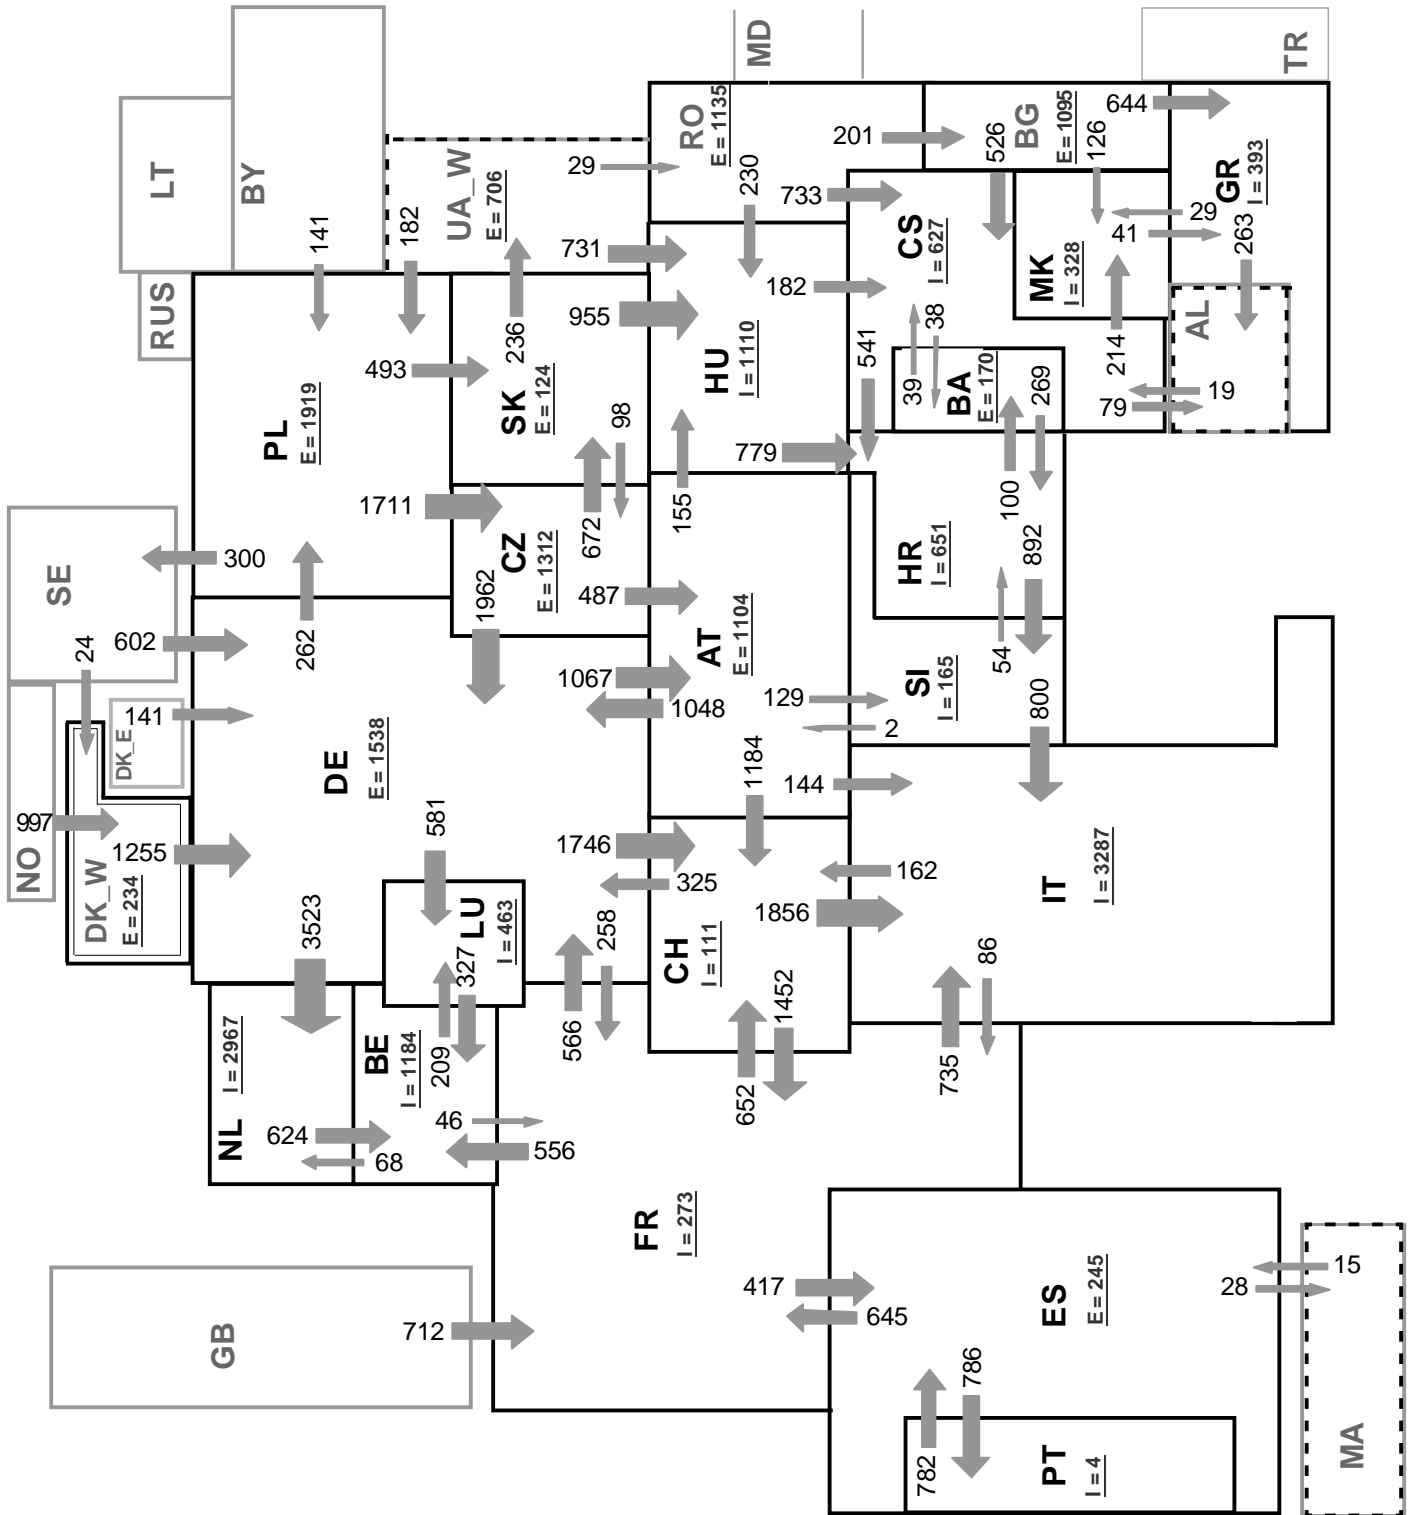 MD
TR
LT
BY
UA_W
E = 706
RO
E = 1135
BG
E = 1095
GR
I = 393
644
201
526
126
29
230
733
141
182
731
29
41
263
RUS
CS
I = 627
MK
I = 328
AL
182
955
236
493
541
39
38
214
19
79
PL
E = 1919
SK
E = 124
HU
I = 1110
BA
E = 170
269
98
779
1711
672
155
100
892
SE
300
CZ
E = 1312
HR
I = 651
1962
487
602
262
24
AT
E = 1104
54
SI
I = 165
1067
1048
129
2
800
141
DK_E
DE
E = 1538
1184
144
997
NO
1255
581
1746
325
162
1856
IT
I = 3287
DK_W
E = 234
3523
LU
I = 463
258
CH
I = 111
327
86
1452
566
209
652
735
NL
I = 2967
BE
I = 1184
624
68
46
556
FR
I = 273
417
645
ES
E = 245
15
28
GB
712
786
782
PT
I = 4
MA